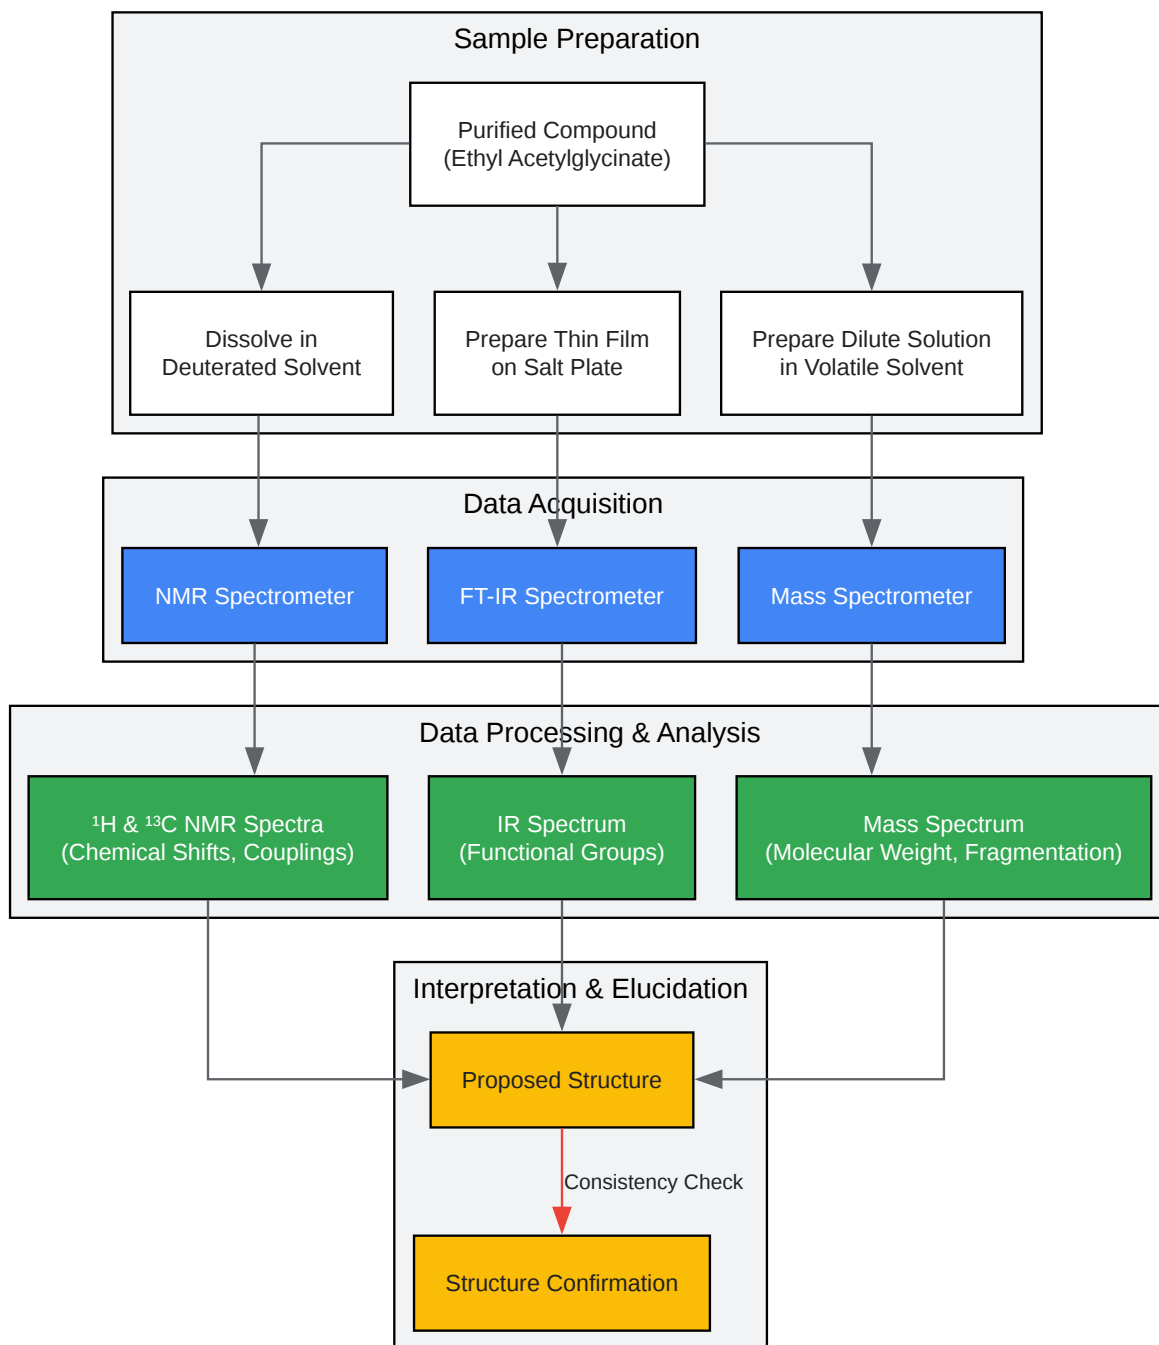 Sample Preparation
Purified Compound
(Ethyl Acetylglycinate)
Dissolve in
Deuterated Solvent
Prepare Thin Film
on Salt Plate
Prepare Dilute Solution
in Volatile Solvent
Data Acquisition
NMR Spectrometer
FT-IR Spectrometer
Mass Spectrometer
Data Processing & Analysis
¹H & ¹³C NMR Spectra
(Chemical Shifts, Couplings)
IR Spectrum
(Functional Groups)
Mass Spectrum
(Molecular Weight, Fragmentation)
Interpretation & Elucidation
Proposed Structure
Consistency Check
Structure Confirmation